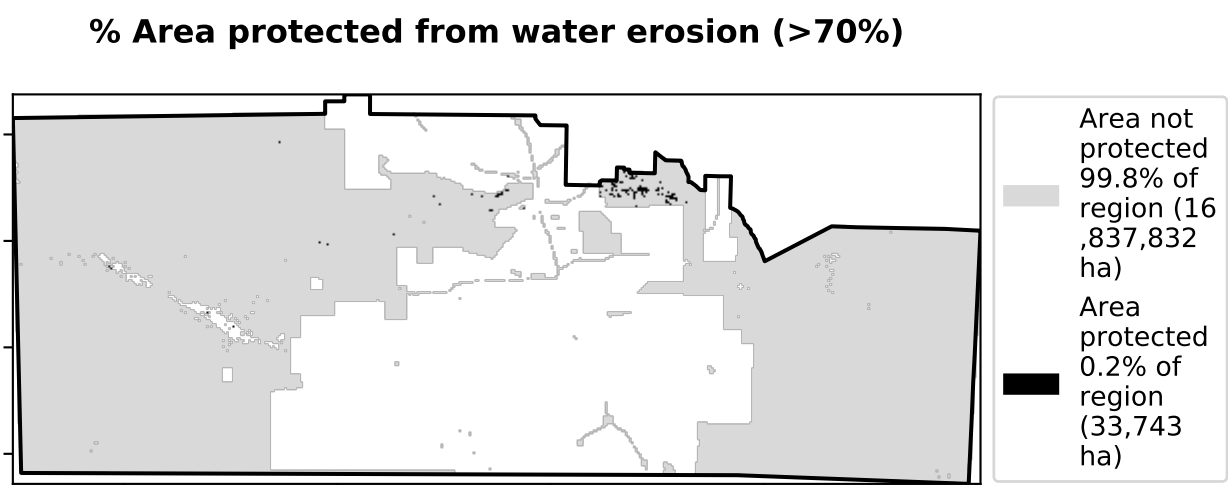 % Area protected from water erosion (>70%)
Area not
protected
99.8% of
region (16
,837,832
ha)
Area
protected
0.2% of
region
(33,743
ha)